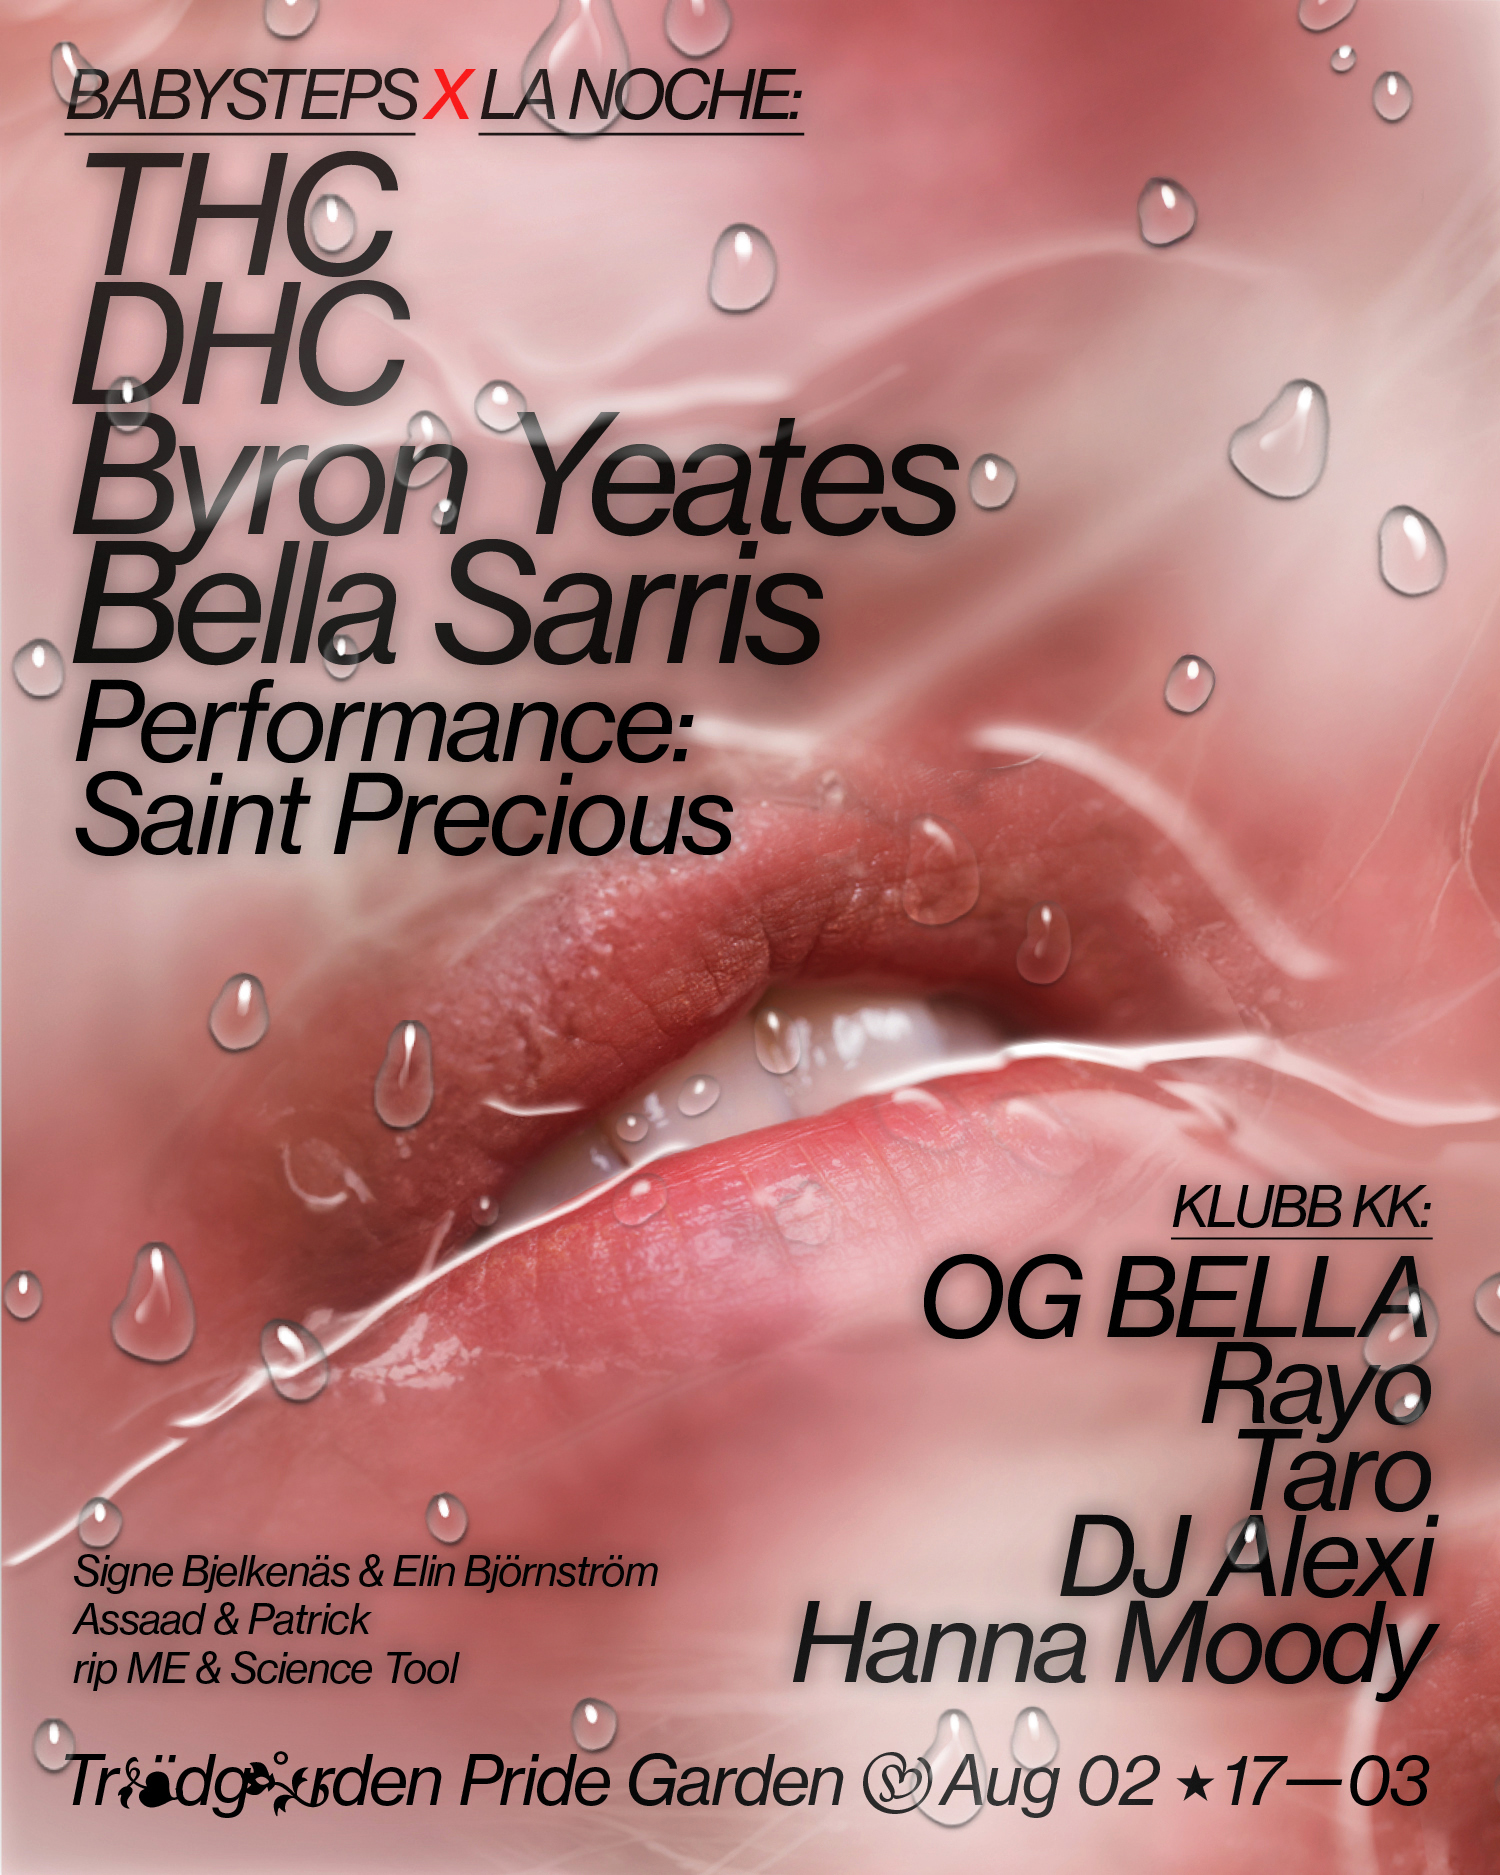 BABYSTEPS X LA NOCHE:
THC
DHC
Byron Yeates
Bella Sarris
Performance:
Saint Precious
KLUBB KK:
OG BELLA
Rayo
Taro
DJ Alexi
Hanna Moody
Signe Bjelkenäs & Elin Björnström
Assaad & Patrick
rip ME & Science Tool
Trädgården Pride Garden Aug 02 ★ 17—03